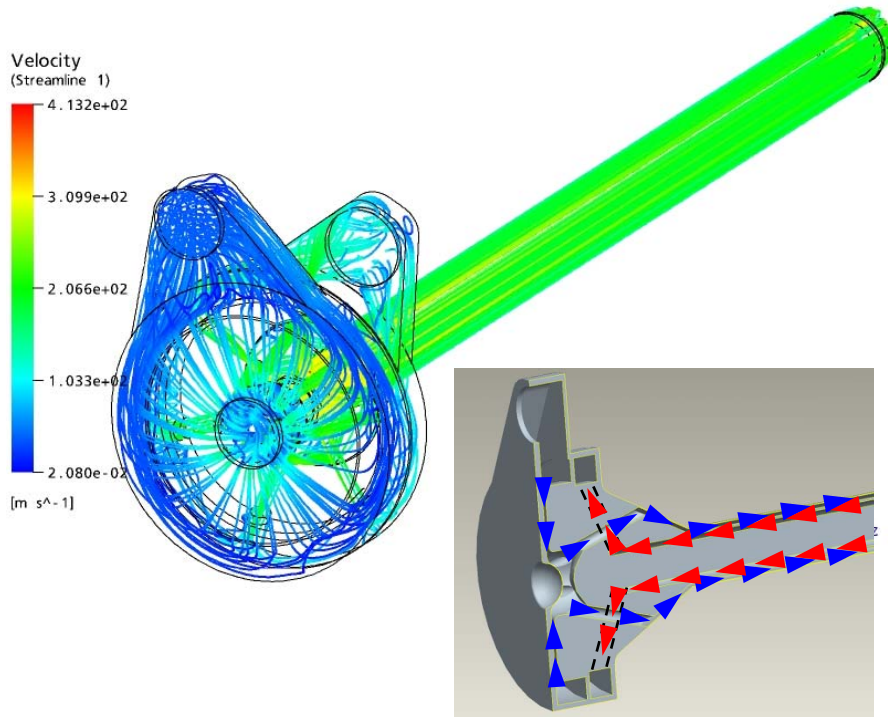 Velocity
(Streamline 1)
4.132e+02
3.099e+02
2.066e+02
1.033e+02
2.080e-02
[m s^-1]
z